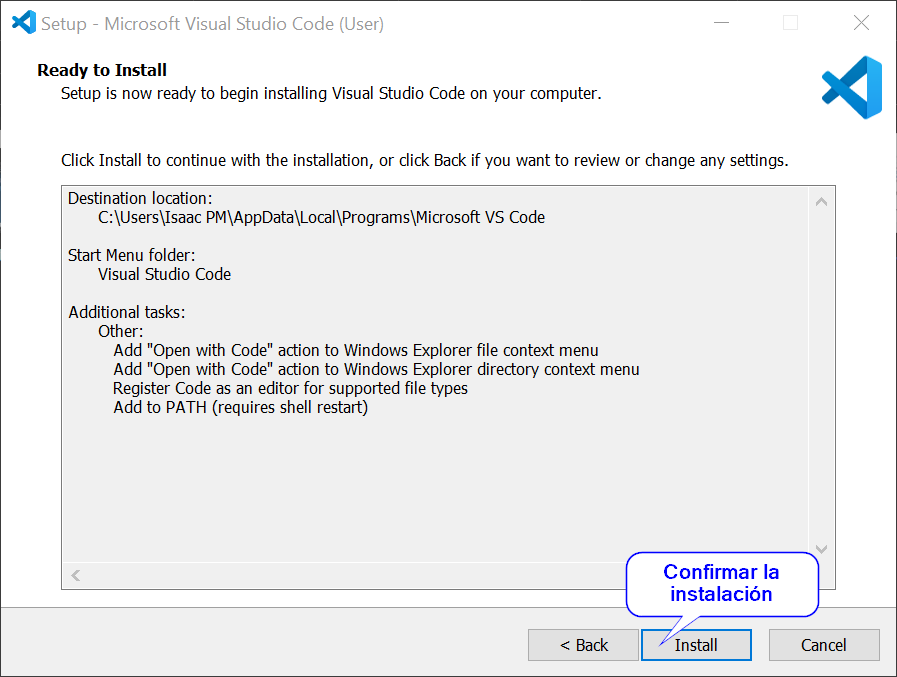 Setup - Microsoft Visual Studio Code (User)
Ready to Install
Setup is now ready to begin installing Visual Studio Code on your computer.
Click Install to continue with the installation, or click Back if you want to review or change any settings.
Destination location:
C:\Users\Isaac PM\AppData\Local\Programs\Microsoft VS Code
Start Menu folder:
Visual Studio Code
Additional tasks:
Other:
Add "Open with Code" action to Windows Explorer file context menu
Add "Open with Code" action to Windows Explorer directory context menu
Register Code as an editor for supported file types
Add to PATH (requires shell restart)
Confirmar la
instalación
< Back
Install
Cancel